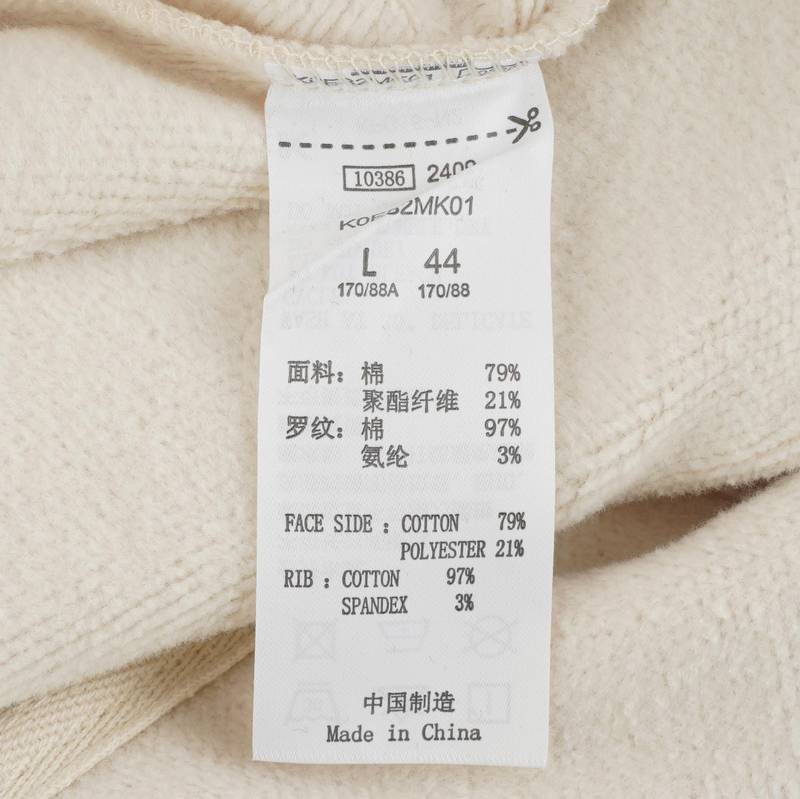 10386
L 44
170/88A 170/88
面料：棉 79%
聚酯纤维 21%
罗纹：棉 97%
氨纶 3%
FACE SIDE : COTTON 79%
POLYESTER 21%
RIB : COTTON 97%
SPANDEX 3%
中国制造
Made in China